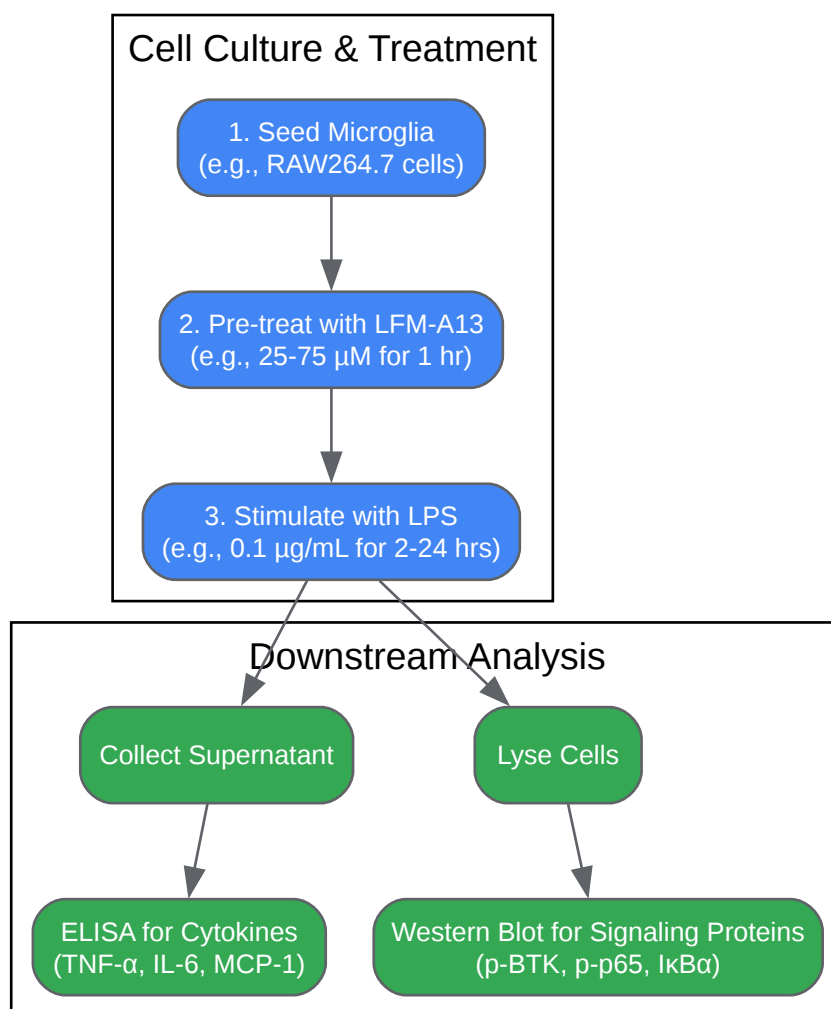 Cell Culture & Treatment
1. Seed Microglia
(e.g., RAW264.7 cells)
2. Pre-treat with LFM-A13
(e.g., 25-75 µM for 1 hr)
3. Stimulate with LPS
(e.g., 0.1 µg/mL for 2-24 hrs)
Downstream Analysis
Collect Supernatant
Lyse Cells
ELISA for Cytokines
(TNF-α, IL-6, MCP-1)
Western Blot for Signaling Proteins
(p-BTK, p-p65, IκBα)